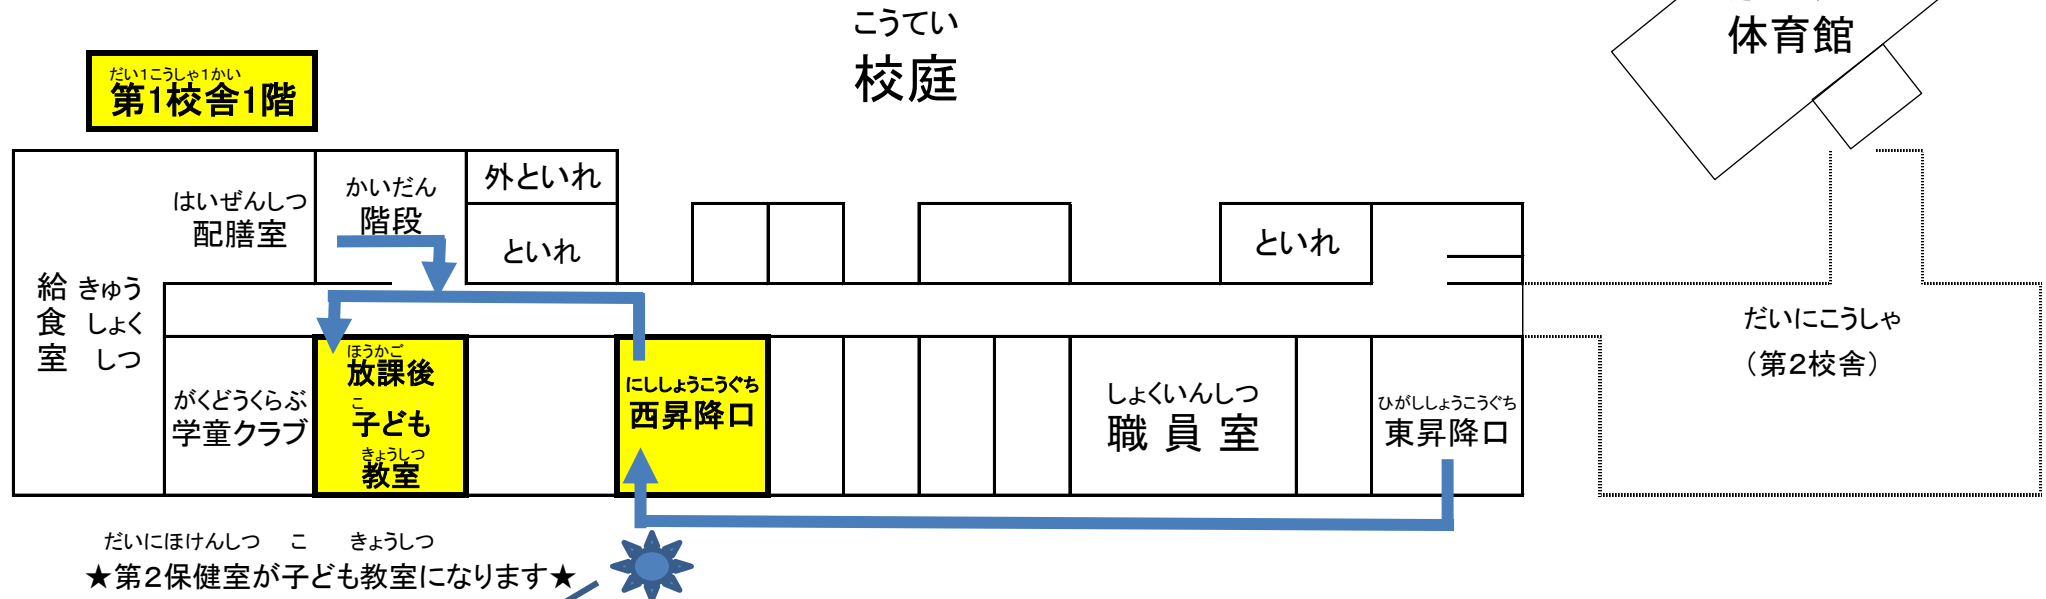 こうてい
校庭
体育館
だい1こうしゃ1かい
第1校舎1階
はいぜんしつ
配膳室
かいだん
階段
外といれ
といれ
といれ
給食室
きゅう
しょく
しつ
だいにこうしゃ
（第2校舎）
がくどうくらぶ
学童クラブ
ほうかご
放課後
こ
子ども
きょうしつ
教室
にししょうこうぐち
西昇降口
しょくいんしつ
職員室
ひがししょうこうぐち
東昇降口
だいにほけんしつ こ きょうしつ
★第2保健室が子ども教室になります★